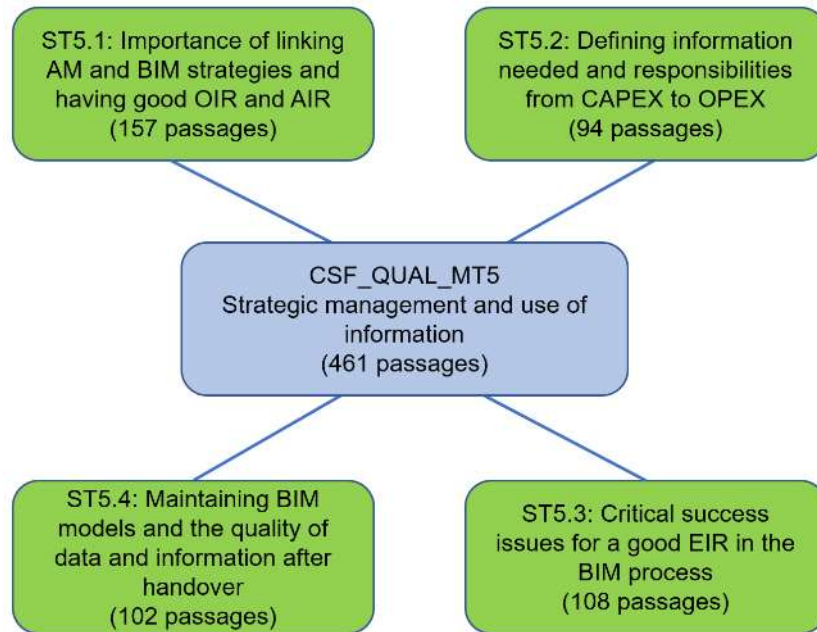 ST5.1: Importance of linking
AM and BIM strategies and
having good OIR and AIR
(157 passages)
ST5.2: Defining information
needed and responsibilities
from CAPEX to OPEX
(94 passages)
CSF_QUAL_MT5
Strategic management and use of
information
(461 passages)
ST5.4: Maintaining BIM
models and the quality of
data and information after
handover
(102 passages)
ST5.3: Critical success
issues for a good EIR in the
BIM process
(108 passages)